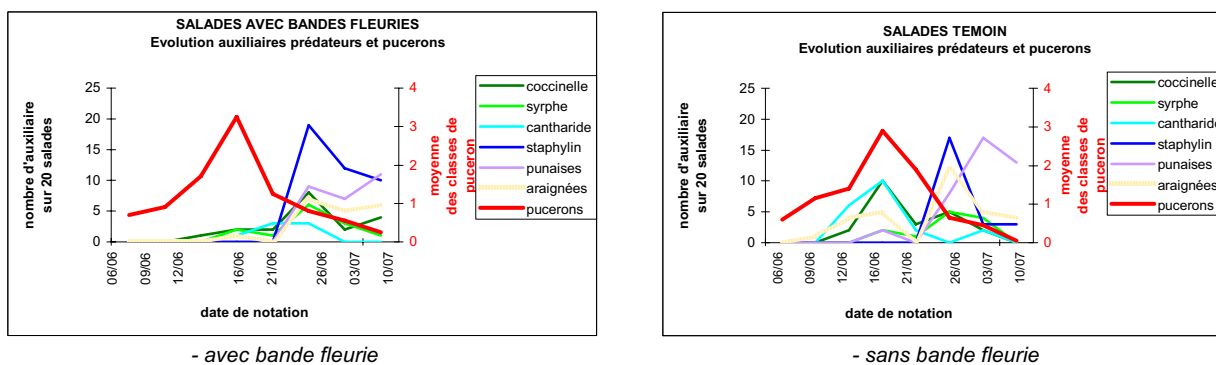 SALADES AVEC BANDES FLEURIES
Evolution auxiliaires prédateurs et pucerons
nombre d'auxiliaire
sur 20 salades
25
20
15
10
5
0
4
3
2
1
0
moyenne
des classes de
puceron
06/06
09/06
12/06
16/06
21/06
26/06
03/07
10/07
date de notation
coccinelle
syrphe
cantharide
staphylin
punaises
araignées
pucerons
- avec bande fleurie
SALADES TEMOIN
Evolution auxiliaires prédateurs et pucerons
nombre d'auxiliaire
sur 20 salades
25
20
15
10
5
0
4
3
2
1
0
moyenne
des classes de
puceron
06/06
09/06
12/06
16/06
21/06
26/06
03/07
10/07
date de notation
coccinelle
syrphe
cantharide
staphylin
punaises
araignées
pucerons
- sans bande fleurie